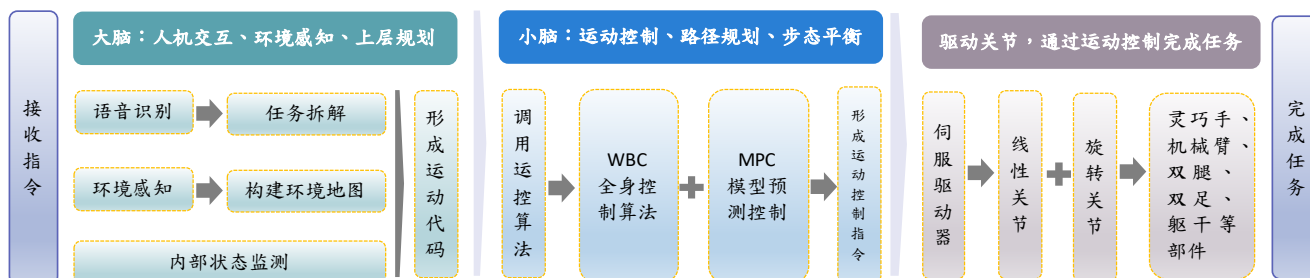 接收指令
大脑：人机交互、环境感知、上层规划
语音识别
任务拆解
环境感知
构建环境地图
内部状态监测
形成运动代码
小脑：运动控制、路径规划、步态平衡
调用运控算法
WBC
全身控
制算法
MPC
模型预
测控制
形成运动控制指令
驱动关节，通过运动控制完成任务
伺服驱动器
线性关节
旋转关节
灵巧手、
机械臂、
双腿、
双足、
躯干等
部件
完成任务